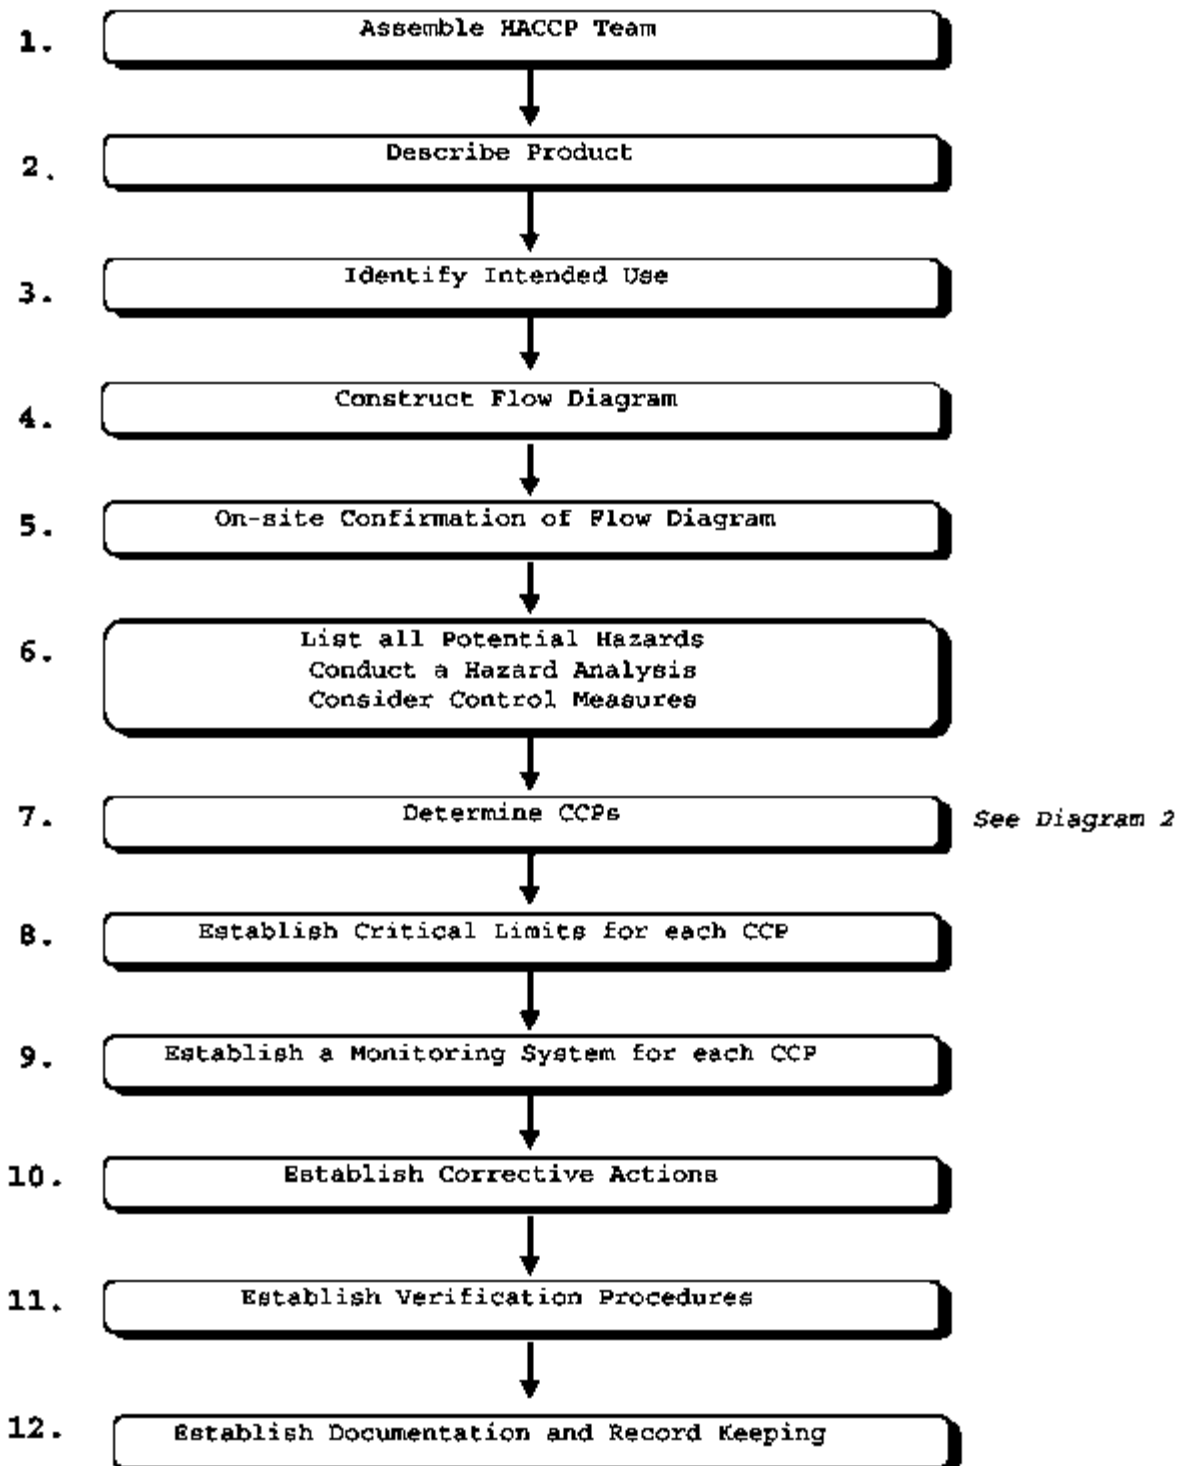 1. Assemble HACCP Team
2. Describe Product
3. Identify Intended Use
4. Construct Flow Diagram
5. On-site Confirmation of Flow Diagram
6. List all Potential Hazards
Conduct a Hazard Analysis
Consider Control Measures
7. Determine CCPs See Diagram 2
8. Establish Critical Limits for each CCP
9. Establish a Monitoring System for each CCP
10. Establish Corrective Actions
11. Establish Verification Procedures
12. Establish Documentation and Record Keeping